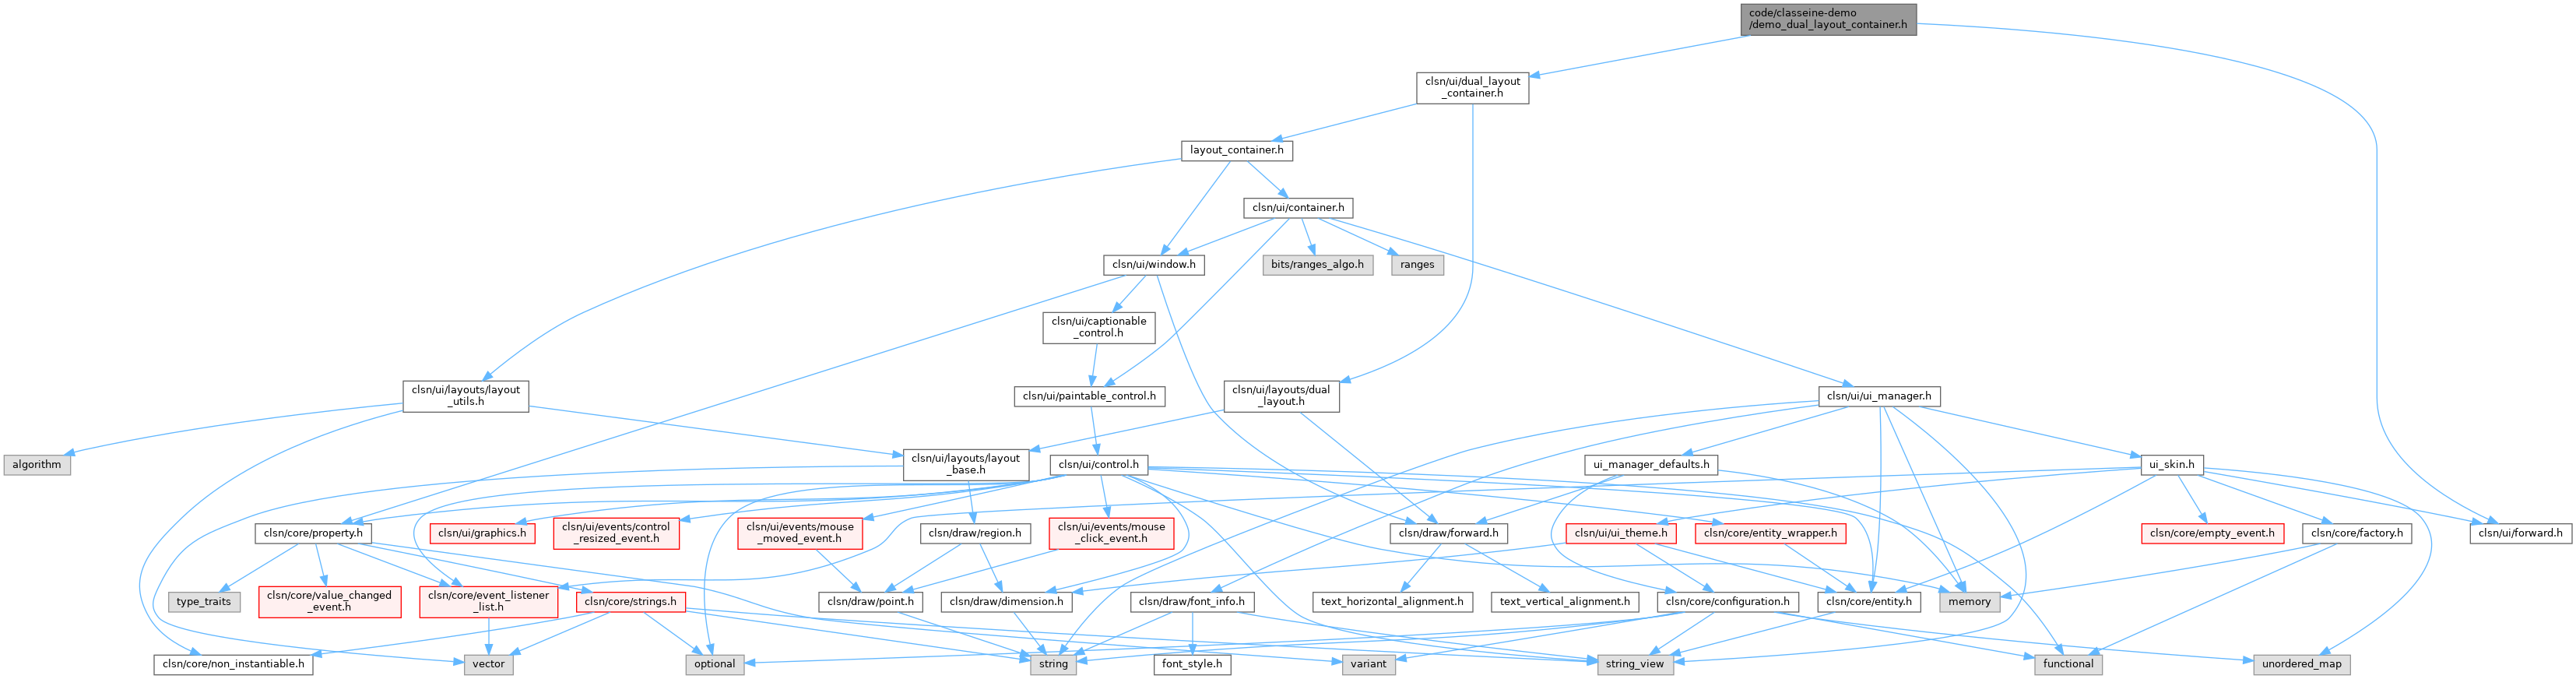 code/classeine-demo
/demo_dual_layout_container.h
clsn/ui/dual_layout
_container.h
layout_container.h
clsn/ui/container.h
clsn/ui/window.h
bits/ranges_algo.h
ranges
clsn/ui/captionable
_control.h
clsn/ui/layouts/layout
_utils.h
clsn/ui/paintable_control.h
clsn/ui/layouts/dual
_layout.h
clsn/ui/ui_manager.h
algorithm
clsn/ui/layouts/layout
_base.h
clsn/ui/control.h
ui_manager_defaults.h
ui_skin.h
clsn/core/property.h
clsn/ui/graphics.h
clsn/ui/events/control
_resized_event.h
clsn/ui/events/mouse
_moved_event.h
clsn/draw/region.h
clsn/ui/events/mouse
_click_event.h
clsn/draw/forward.h
clsn/ui/ui_theme.h
clsn/core/entity_wrapper.h
clsn/core/empty_event.h
clsn/core/factory.h
clsn/ui/forward.h
type_traits
clsn/core/value_changed
_event.h
clsn/core/event_listener
_list.h
clsn/core/strings.h
clsn/draw/point.h
clsn/draw/dimension.h
clsn/draw/font_info.h
text_horizontal_alignment.h
text_vertical_alignment.h
clsn/core/configuration.h
clsn/core/entity.h
memory
clsn/core/non_instantiable.h
vector
optional
string
font_style.h
variant
string_view
functional
unordered_map